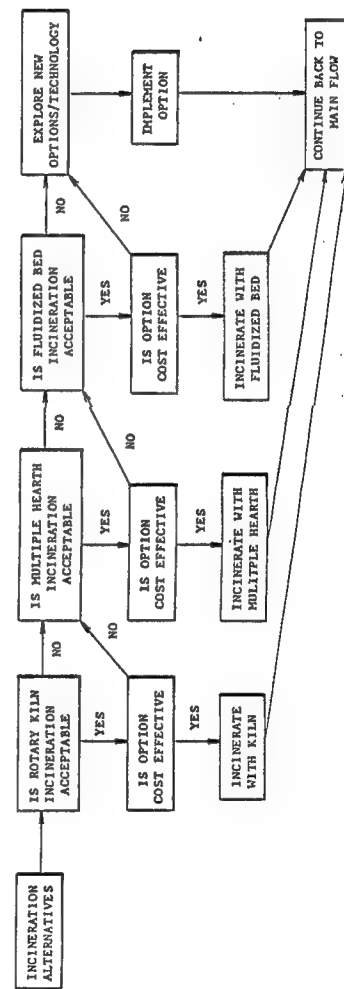 INCINERATION
ALTERNATIVES
IS ROTARY KILN
INCINERATION
ACCEPTABLE
NO
YES
IS OPTION
COST EFFECTIVE
NO
YES
INCINERATE
WITH KILN
IS MULTIPLE HEARTH
INCINERATION
ACCEPTABLE
NO
YES
IS OPTION
COST EFFECTIVE
NO
YES
INCINERATE WITH
MULITPLE HEARTH
IS FLUIDIZED BED
INCINERATION
ACCEPTABLE
NO
YES
IS OPTION
COST EFFECTIVE
NO
YES
INCINERATE WITH
FLUIDIZED BED
EXPLORE NEW
OPTIONS/TECHNOLOGY
IMPLEMENT
OPTION
CONTINUE BACK TO
MAIN FLOW